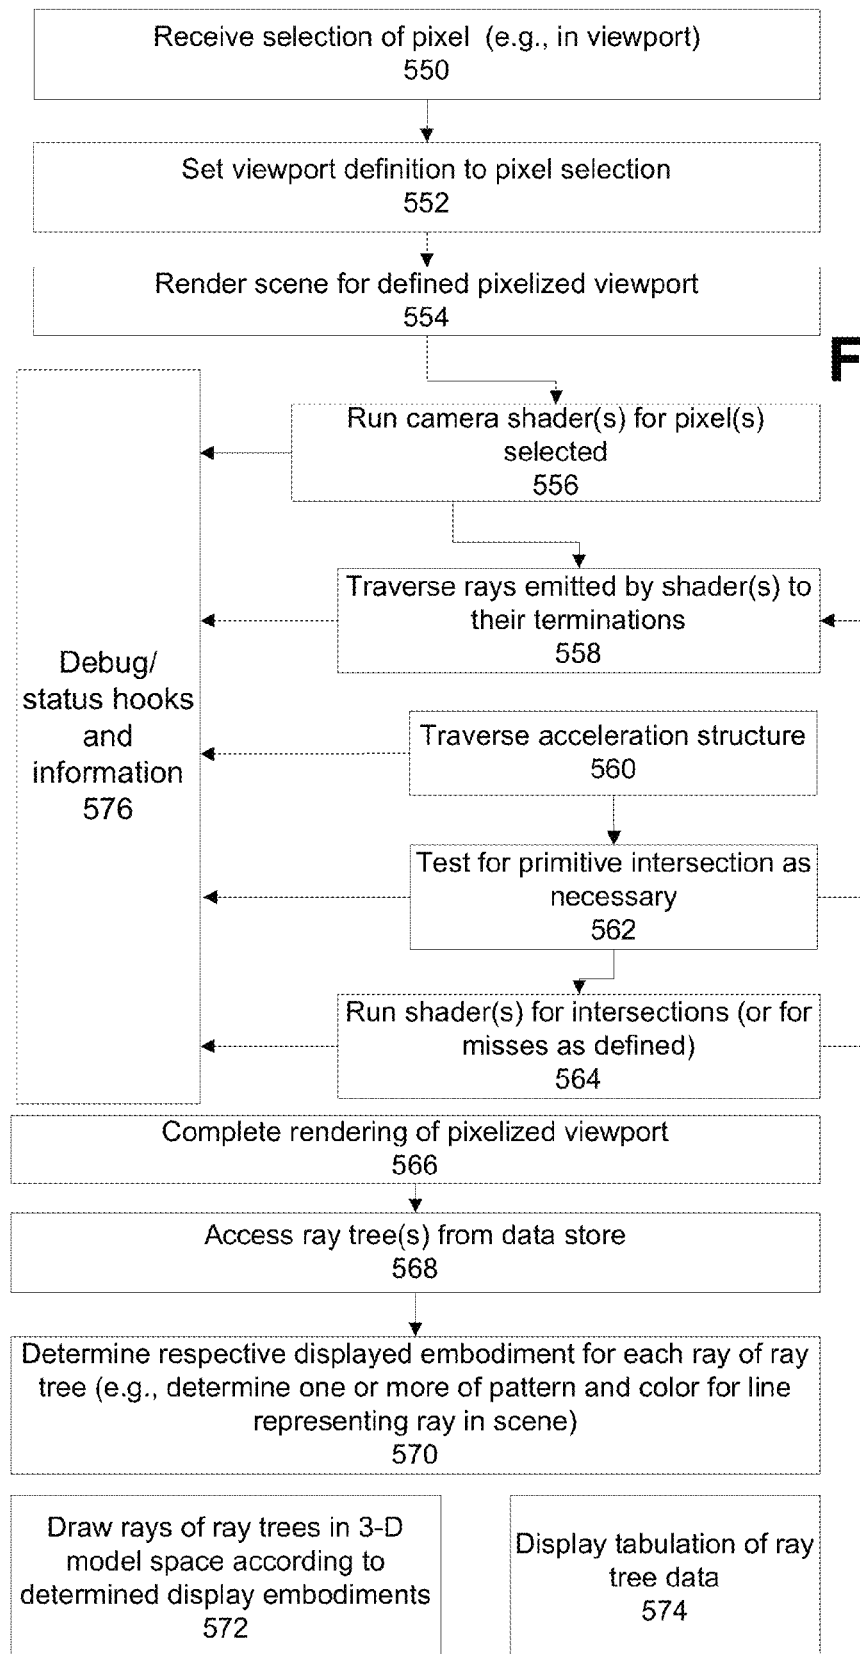 Receive selection of pixel (e.g., in viewport)
550
Set viewport definition to pixel selection
552
Render scene for defined pixelized viewport
554
F
Run camera shader(s) for pixel(s)
selected
556
Traverse rays emitted by shader(s) to
their terminations
558
Debug/
status hooks
and
information
576
Traverse acceleration structure
560
Test for primitive intersection as
necessary
562
Run shader(s) for intersections (or for
misses as defined)
564
Complete rendering of pixelized viewport
566
Access ray tree(s) from data store
568
Determine respective displayed embodiment for each ray of ray
tree (e.g., determine one or more of pattern and color for line
representing ray in scene)
570
Draw rays of ray trees in 3-D
model space according to
determined display embodiments
572
Display tabulation of ray
tree data
574